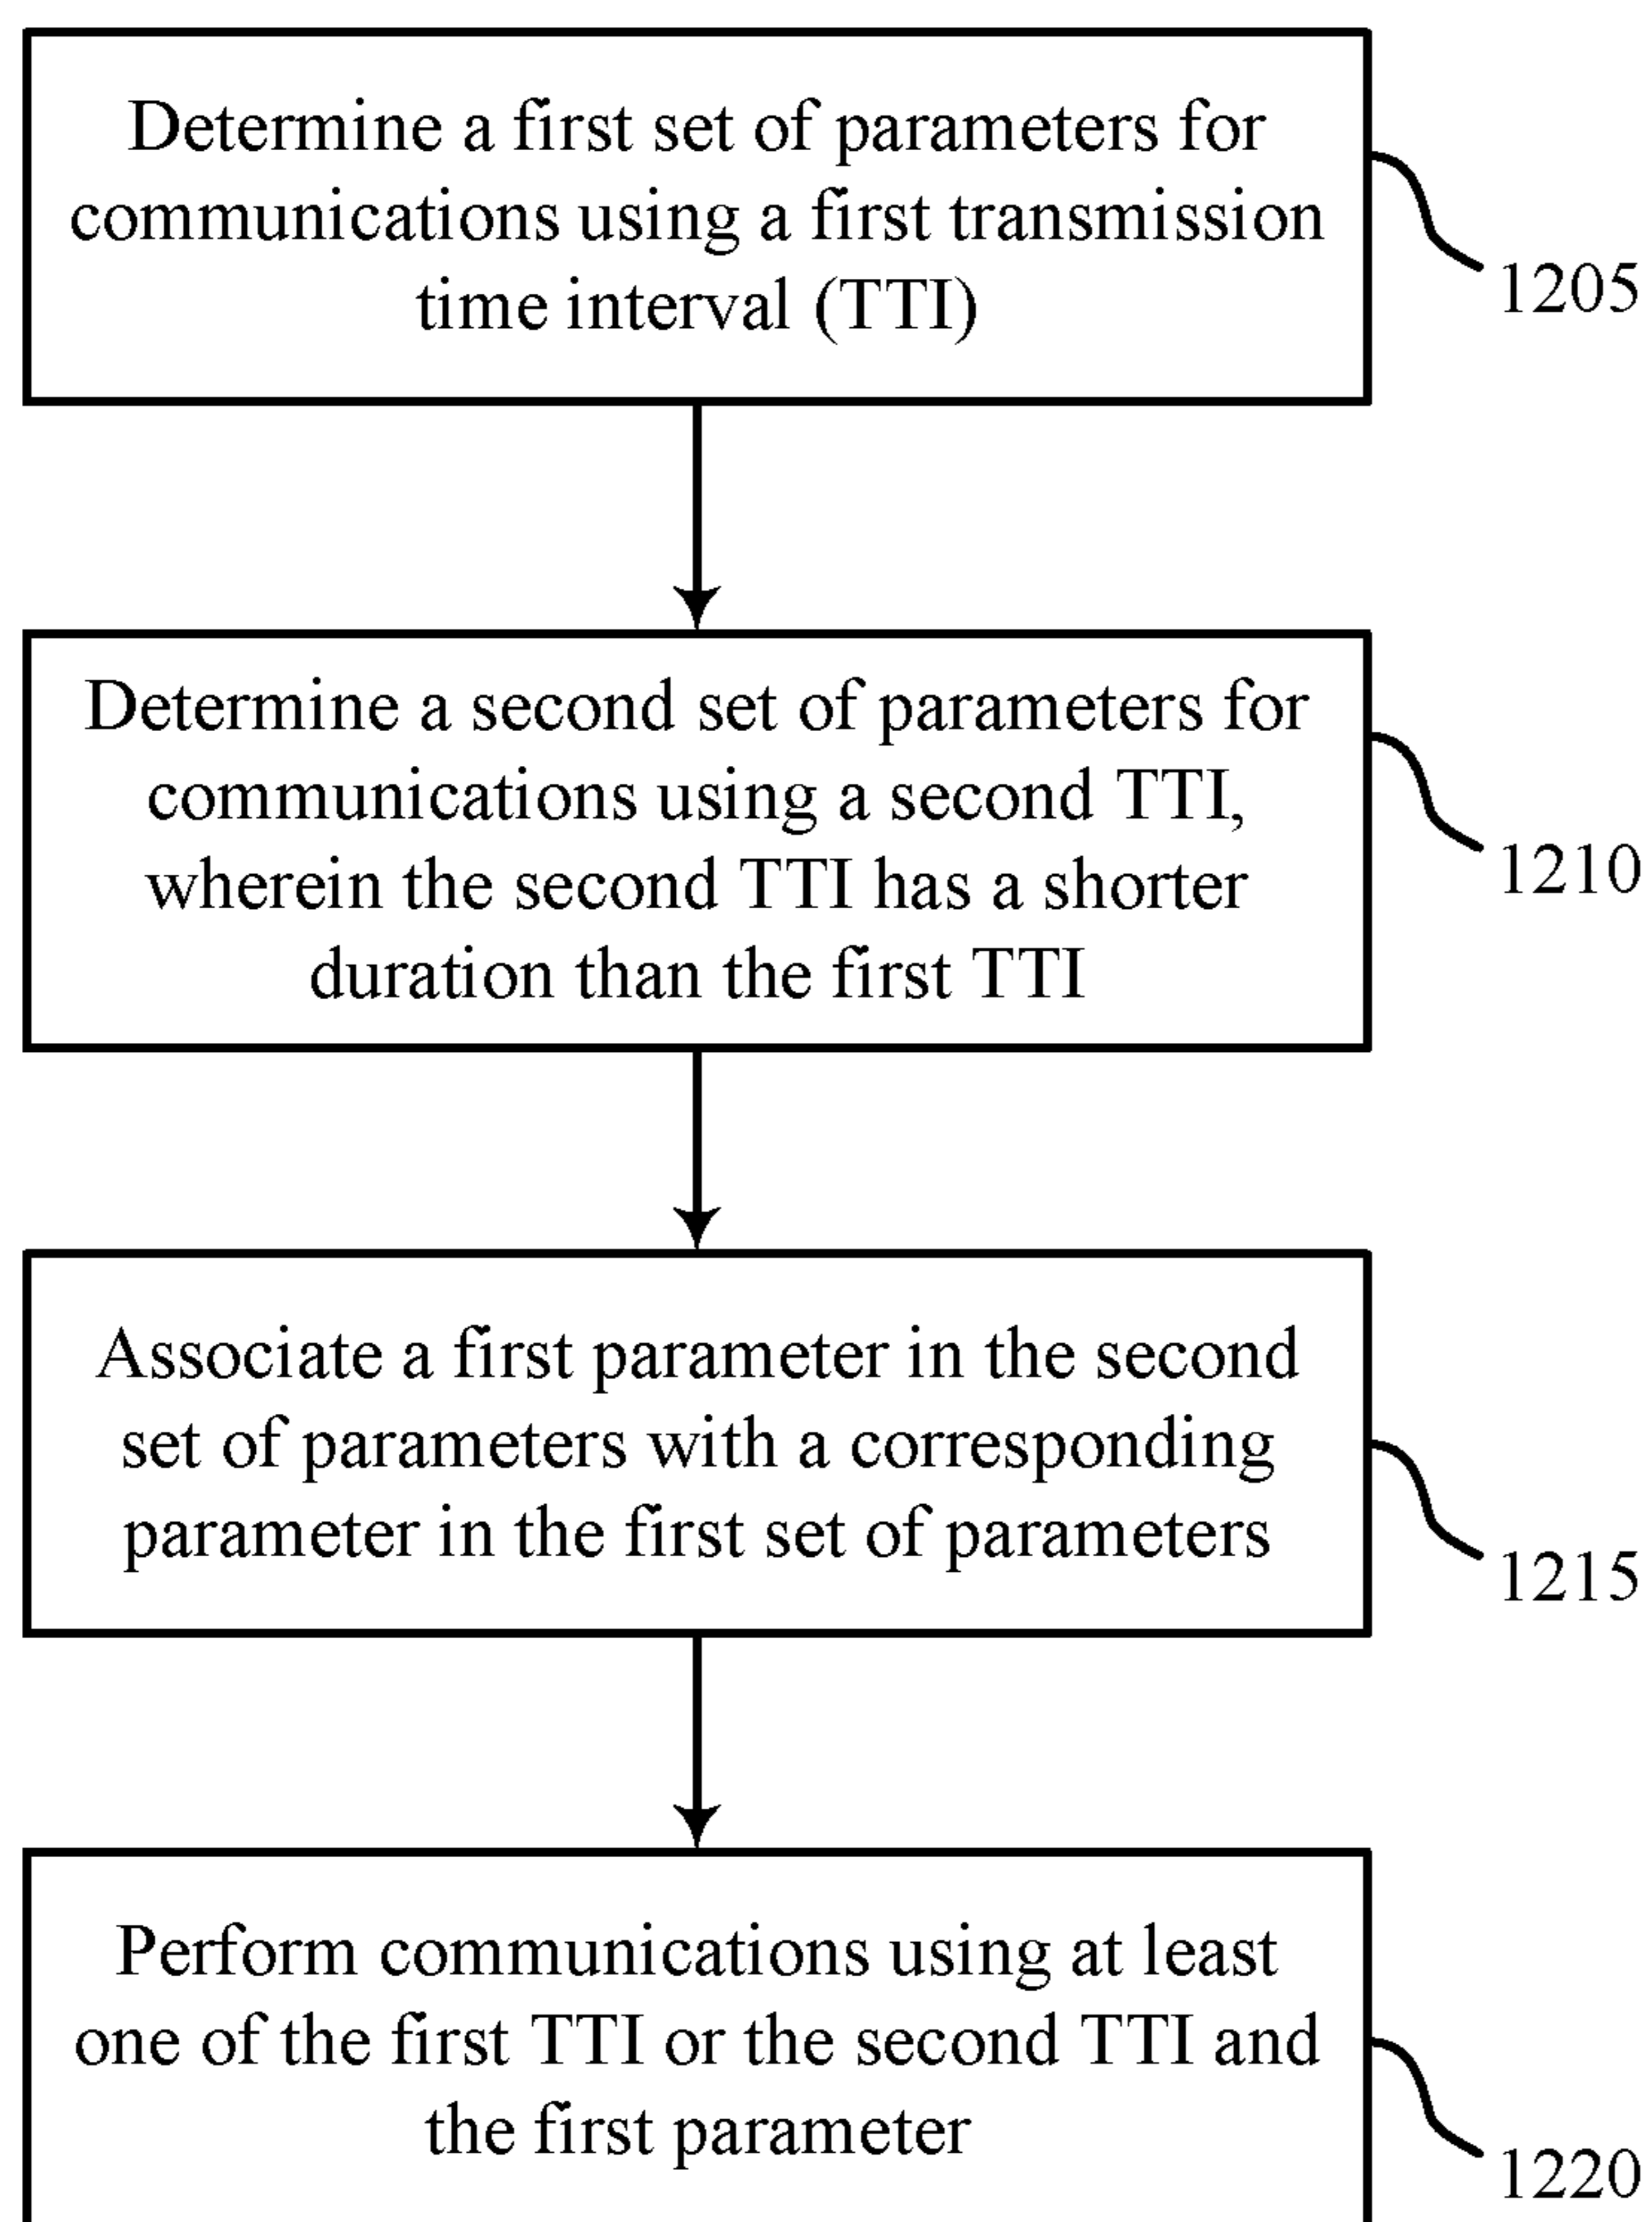 Determine a first set of parameters for
communications using a first transmission
time interval (TTI)
1205
Determine a second set of parameters for
communications using a second TTI,
wherein the second TTI has a shorter
duration than the first TTI
1210
Associate a first parameter in the second
set of parameters with a corresponding
parameter in the first set of parameters
1215
Perform communications using at least
one of the first TTI or the second TTI and
the first parameter
1220